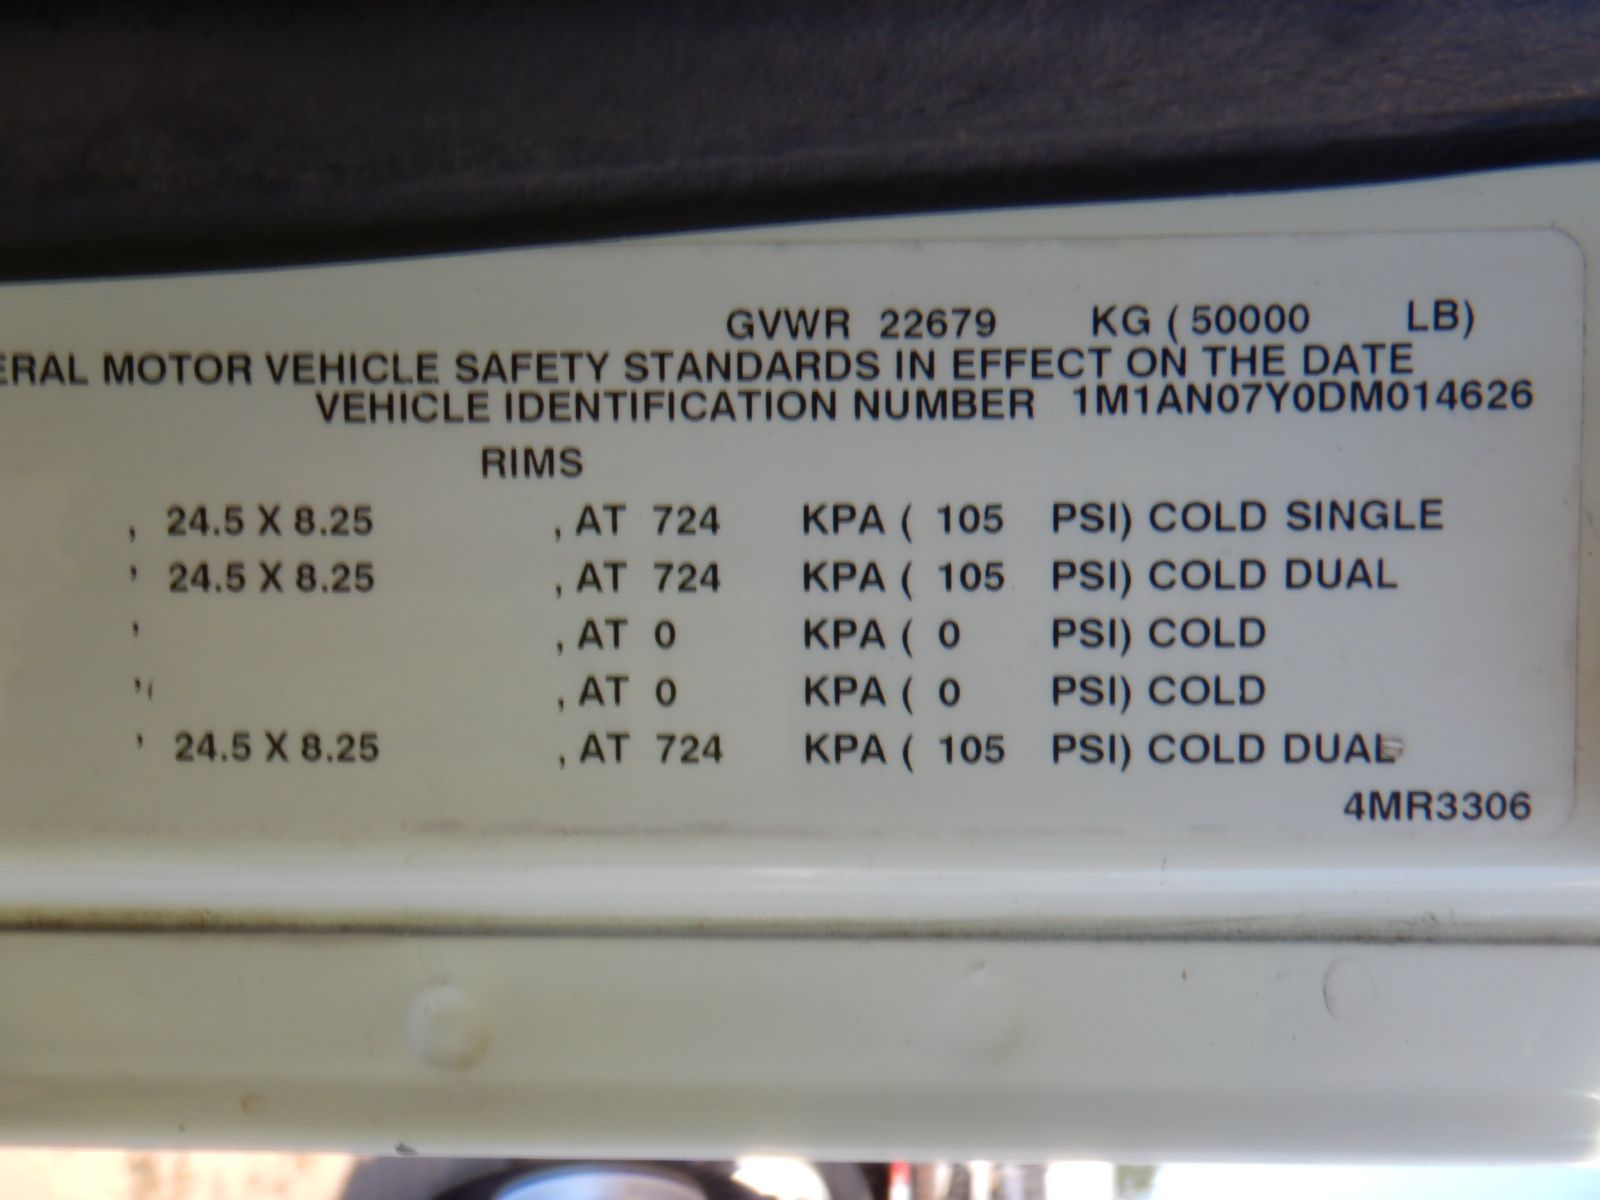 GVWR 22679 KG ( 50000 LB)
ERAL MOTOR VEHICLE SAFETY STANDARDS IN EFFECT ON THE DATE
VEHICLE IDENTIFICATION NUMBER 1M1AN07Y0DM014626
RIMS
, 24.5 X 8.25 , AT 724 KPA ( 105 PSI) COLD SINGLE
, 24.5 X 8.25 , AT 724 KPA ( 105 PSI) COLD DUAL
, , AT 0 KPA ( 0 PSI) COLD
, , AT 0 KPA ( 0 PSI) COLD
, 24.5 X 8.25 , AT 724 KPA ( 105 PSI) COLD DUAL
4MR3306